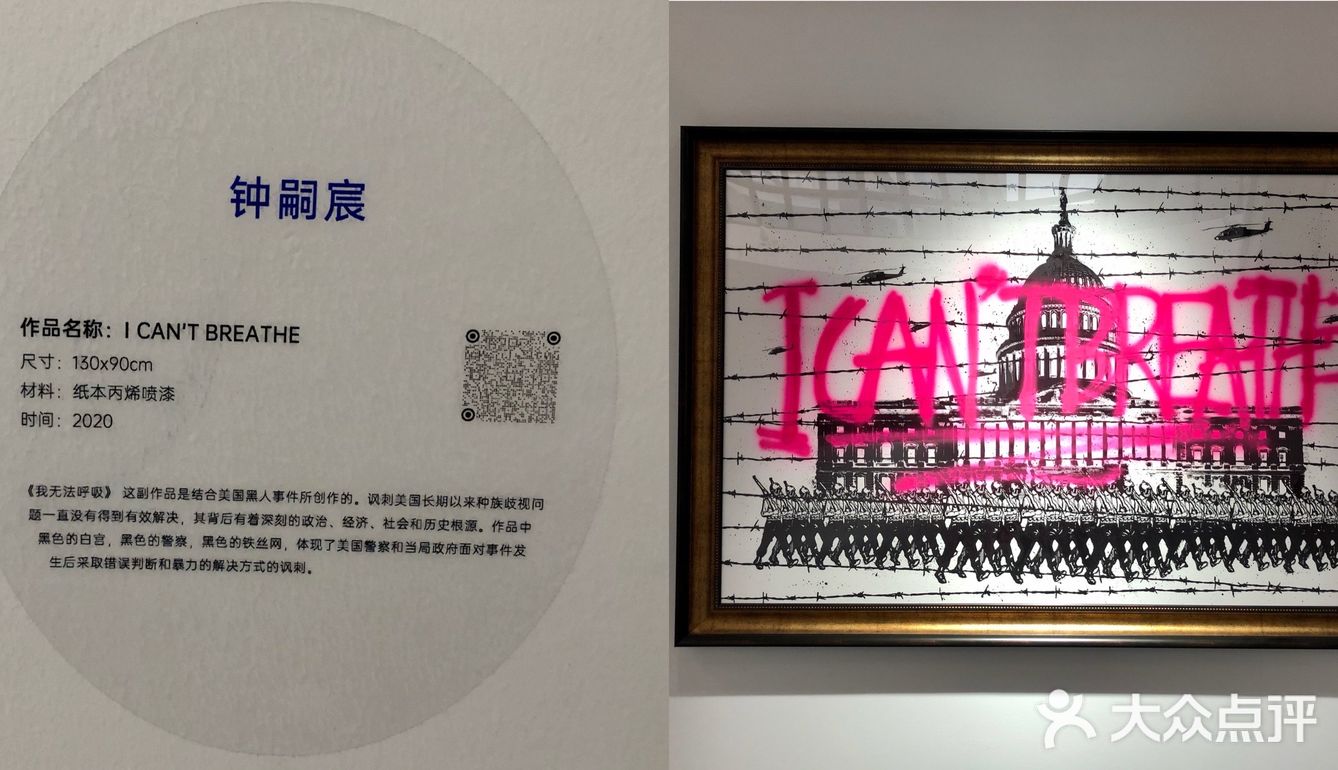 钟嗣宸
作品名称：I CAN'T BREATHE
尺寸：130x90cm
材料：纸本丙烯喷漆
时间：2020
《我无法呼吸》 这副作品是结合美国黑人事件所创作的。讽刺美国长期以来种族歧视问
题一直没有得到有效解决，其背后有着深刻的政治、经济、社会和历史根源。作品中
黑色的白宫，黑色的警察，黑色的铁丝网，体现了美国警察和当局政府面对事件发
生后采取错误判断和暴力的解决方式的讽刺。
I CAN'T BREATH
大众点评